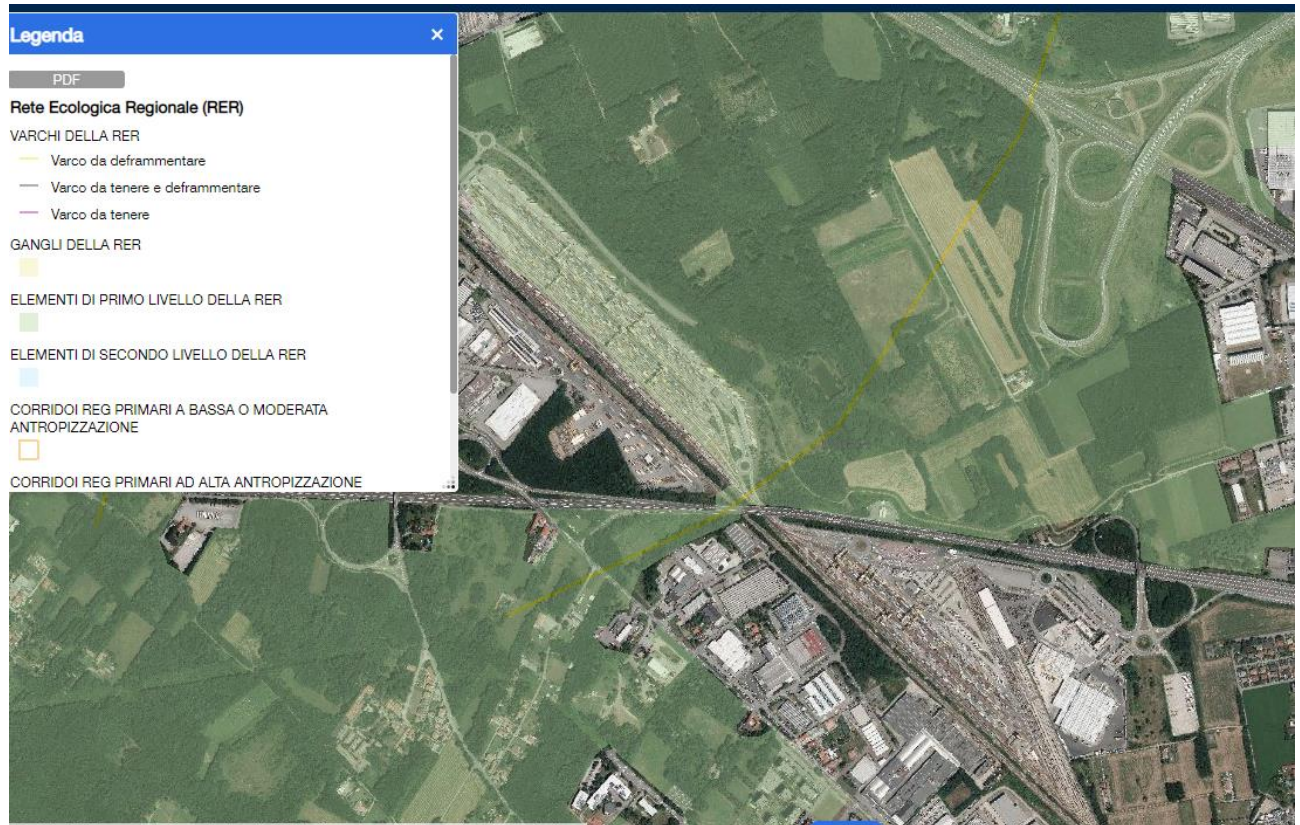 Legenda
×
PDF
Rete Ecologica Regionale (RER)
VARCHI DELLA RER
Varco da deframmentare
Varco da tenere e deframmentare
Varco da tenere
GANGLI DELLA RER
ELEMENTI DI PRIMO LIVELLO DELLA RER
ELEMENTI DI SECONDO LIVELLO DELLA RER
CORRIDOI REG PRIMARI A BASSA O MODERATA
ANTROPIZZAZIONE
CORRIDOI REG PRIMARI AD ALTA ANTROPIZZAZIONE